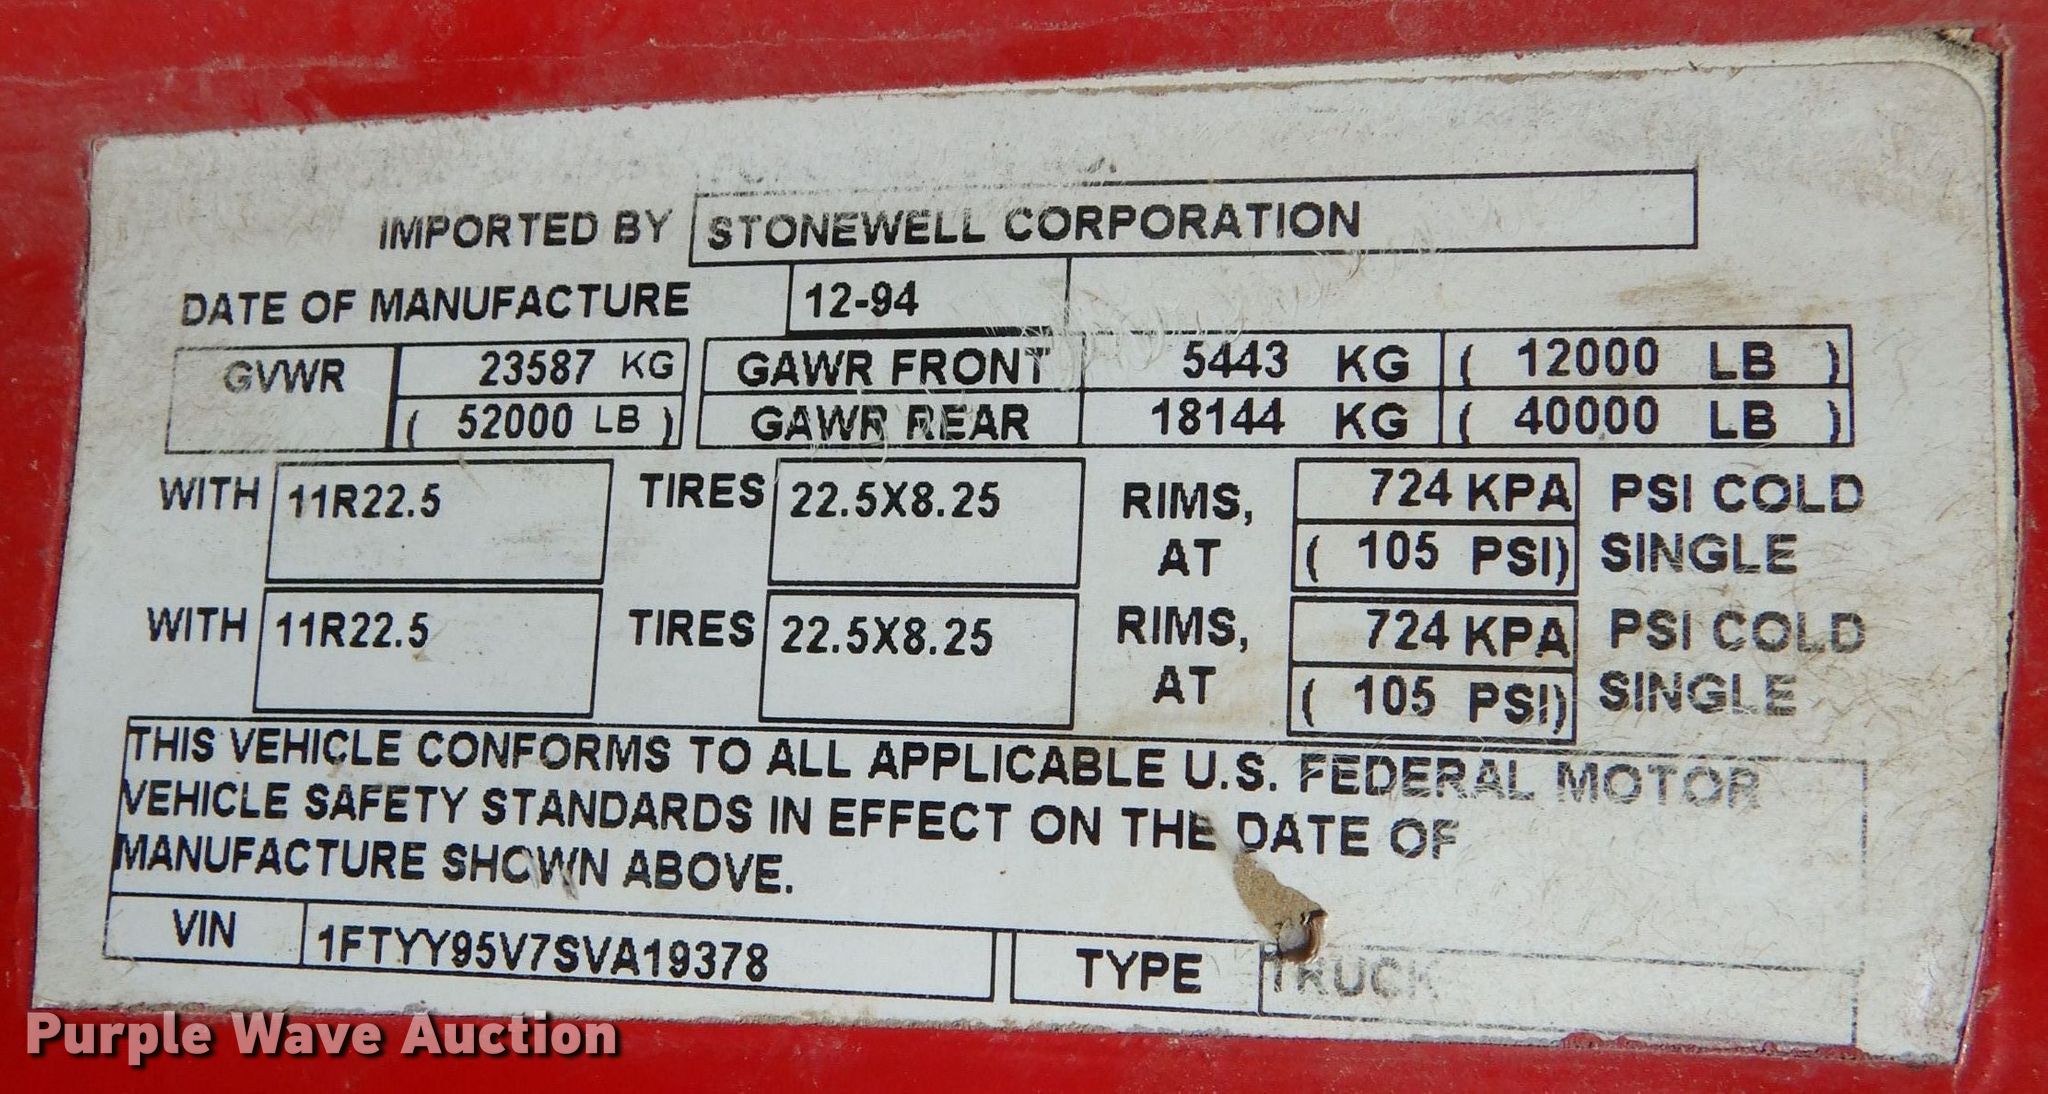 IMPORTED BY STONEWELL CORPORATION
DATE OF MANUFACTURE 12-94
GVWR 23587 KG GAWR FRONT 5443 KG ( 12000 LB )
( 52000 LB ) GAWR REAR 18144 KG ( 40000 LB )
WITH 11R22.5 TIRES 22.5X8.25 RIMS, 724 KPA PSI COLD
AT ( 105 PSI) SINGLE
WITH 11R22.5 TIRES 22.5X8.25 RIMS, 724 KPA PSI COLD
AT ( 105 PSI) SINGLE
THIS VEHICLE CONFORMS TO ALL APPLICABLE U.S. FEDERAL MOTOR
VEHICLE SAFETY STANDARDS IN EFFECT ON THE DATE OF
MANUFACTURE SHOWN ABOVE.
VIN 1FTYY95V7SVA19378 TYPE TRUCK
Purple Wave Auction